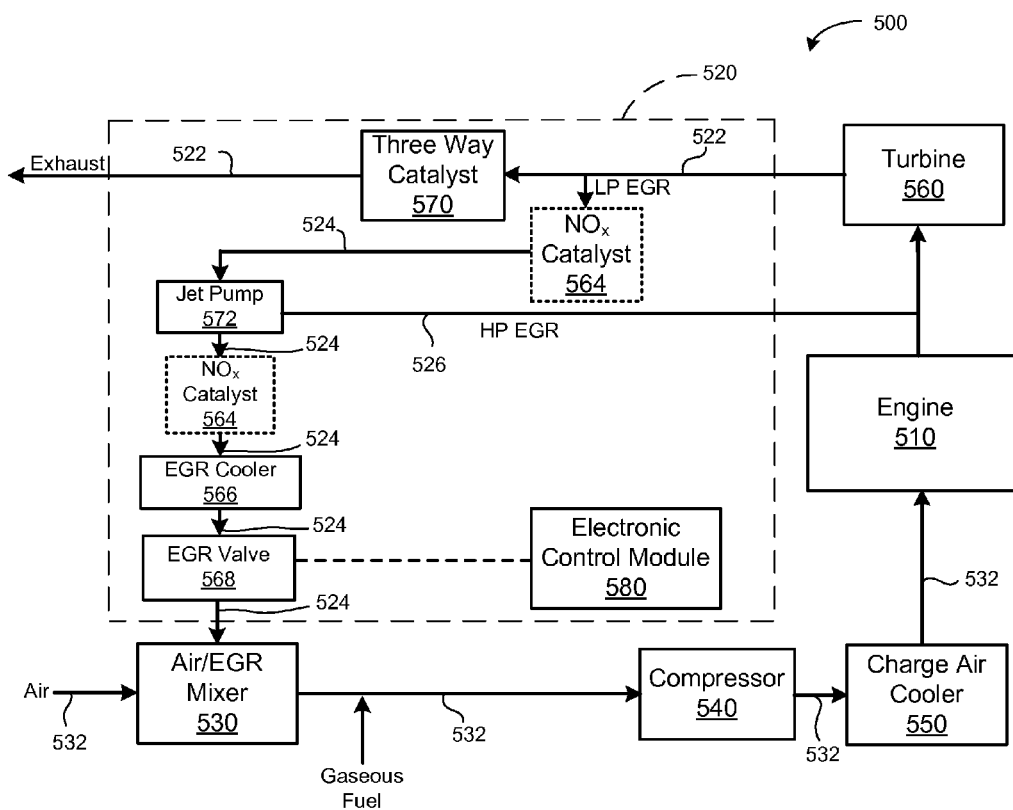 500
520
522
Exhaust
522
Three Way
Catalyst
570
LP EGR
Turbine
560
524
NOx
Catalyst
564
Jet Pump
572
HP EGR
526
524
NOx
Catalyst
564
Engine
510
524
EGR Cooler
566
524
EGR Valve
568
Electronic
Control Module
580
532
524
Air
532
Air/EGR
Mixer
530
532
Compressor
540
532
Charge Air
Cooler
550
Gaseous
Fuel